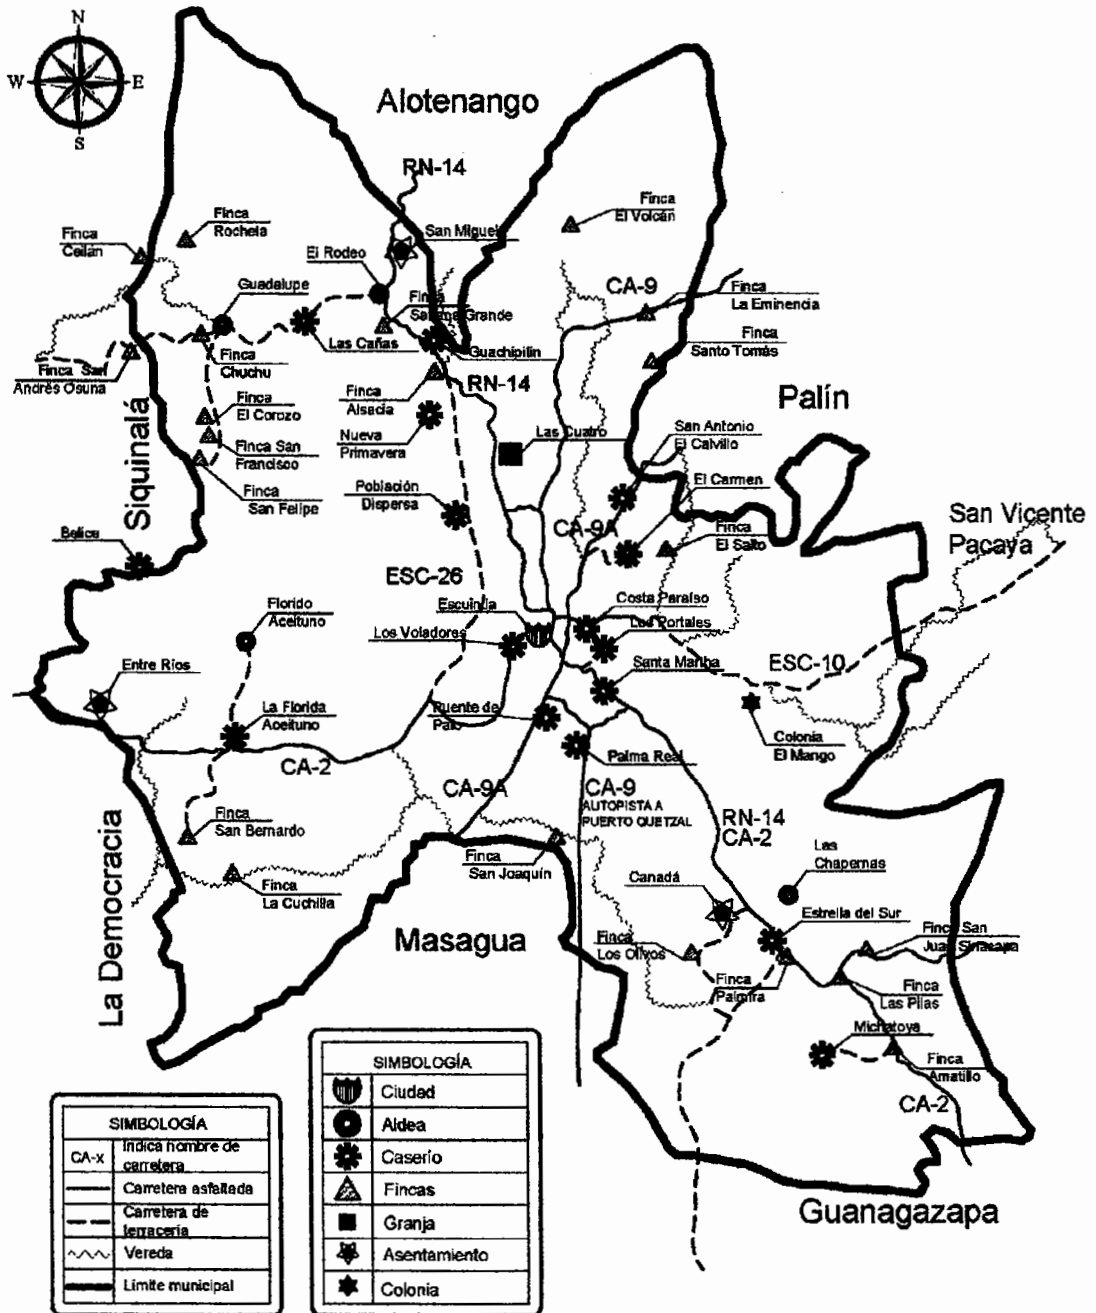 N
W
E
S
Alotenango
RN-14
Finca
El Volcán
Finca
Rochela
San Miguel
Finca
Ceilán
El Rodeo
Guadalupe
CA-9
Finca
La Eminencia
Finca
Sabana Grande
Las Cañas
Guachipilín
Finca
Santo Tomás
Finca San
Andrés Osuna
Finca
Chuchu
Finca
Alsacia
RN-14
Palín
Finca
El Corozo
Nueva
Primavera
Las Cuatro
San Antonio
El Calvillo
Siquinalá
Finca San
Francisco
Finca
San Felipe
Población
Dispersa
El Carmen
Belice
CA-9A
Finca
El Salto
San Vicente
Pacaya
ESC-26
Florido
Aceituno
Escuintla
Costa Paraíso
Los Voladores
Los Portales
Entre Ríos
Santa Martha
ESC-10
La Florida
Aceituno
Puente de
Palo
Colonia
El Mango
Palma Real
CA-2
CA-9A
CA-9
AUTOPISTA A
PUERTO QUETZAL
RN-14
CA-2
La Democracia
Finca
San Bernardo
Finca
San Joaquín
Las
Chapernas
Finca
La Cuchilla
Canadá
Masagua
Estrella del Sur
Finca
Los Olivos
Finca San
Juan
Finca
Palmira
Finca
Las Pilas
Michatoya
Finca
Amatillo
CA-2
Guanagazapa
SIMBOLOGÍA
CA-x
Indica nombre de
carretera
Carretera asfaltada
Carretera de
terracería
Vereda
Limite municipal
SIMBOLOGÍA
Ciudad
Aldea
Caserío
Fincas
Granja
Asentamiento
Colonia